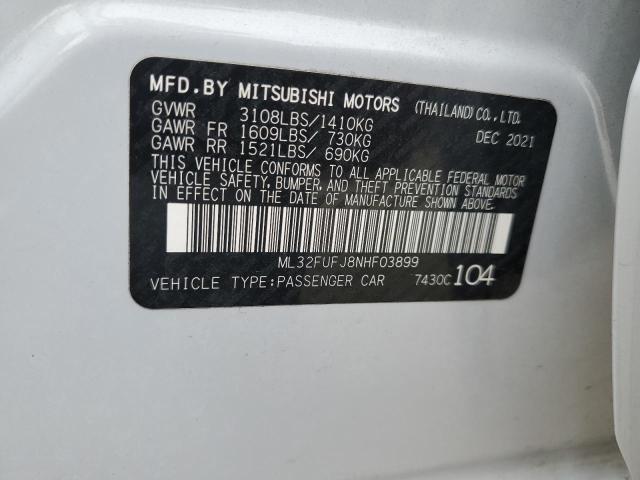 MFD.BY MITSUBISHI MOTORS (THAILAND) CO., LTD.
GVWR 3108LBS/1410KG DEC 2021
GAWR FR 1609LBS/ 730KG
GAWR RR 1521LBS/ 690KG
THIS VEHICLE CONFORMS TO ALL APPLICABLE FEDERAL MOTOR
VEHICLE SAFETY, BUMPER, AND THEFT PREVENTION STANDARDS
IN EFFECT ON THE DATE OF MANUFACTURE SHOWN ABOVE.
ML32FUFJ8NHF03899
VEHICLE TYPE:PASSENGER CAR 7430C 104